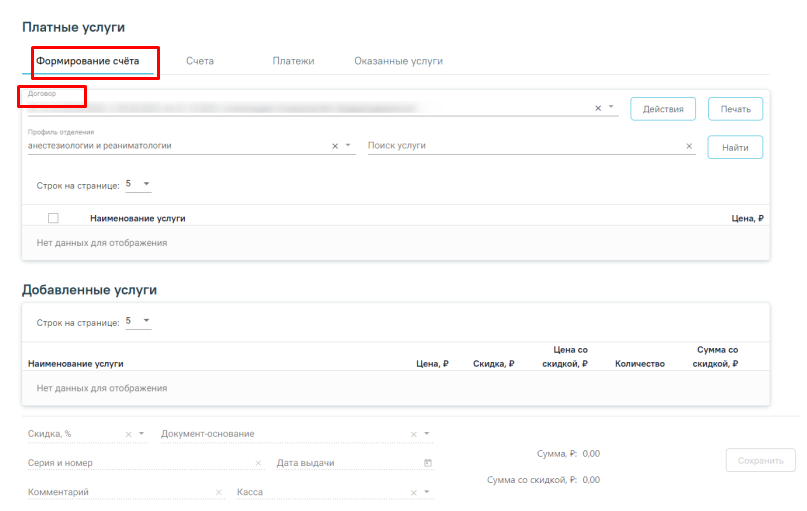 Платные услуги
Формирование счёта Счета Платежи Оказанные услуги
Договор
Действия Печать
Профиль отделения
анестезиологии и реаниматологии Поиск услуги Найти
Строк на странице: 5
Наименование услуги Цена, ₽
Нет данных для отображения
Добавленные услуги
Строк на странице: 5
Наименование услуги Цена, ₽ Скидка, ₽ Цена со скидкой, ₽ Количество Сумма со скидкой, ₽
Нет данных для отображения
Скидка, % Документ-основание
Серия и номер Дата выдачи
Комментарий Касса
Сумма, ₽: 0,00
Сумма со скидкой, ₽: 0,00
Сохранить